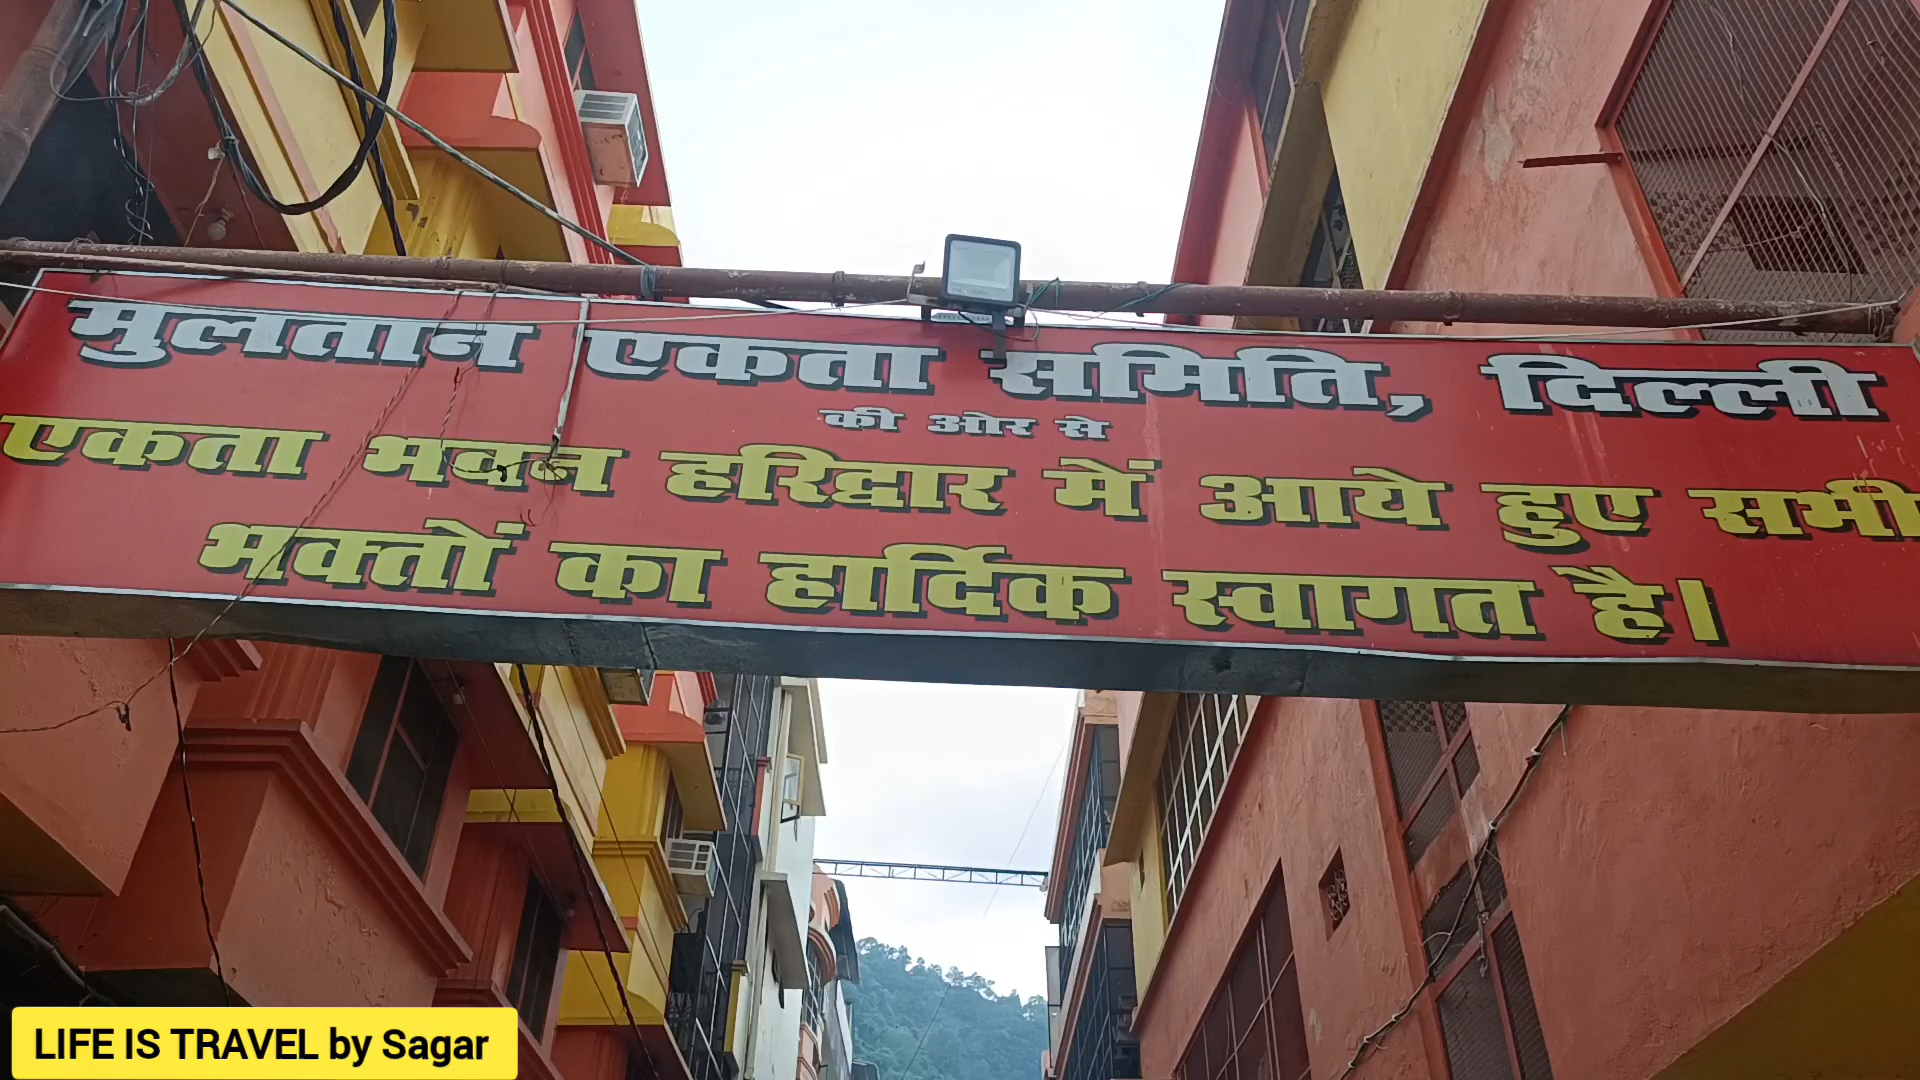 मुलतान एकता समिति, दिल्ली
की ओर से
एकता भवन हरिद्वार में आये हुए सभी
भक्तों का हार्दिक स्वागत है।
LIFE IS TRAVEL by Sagar